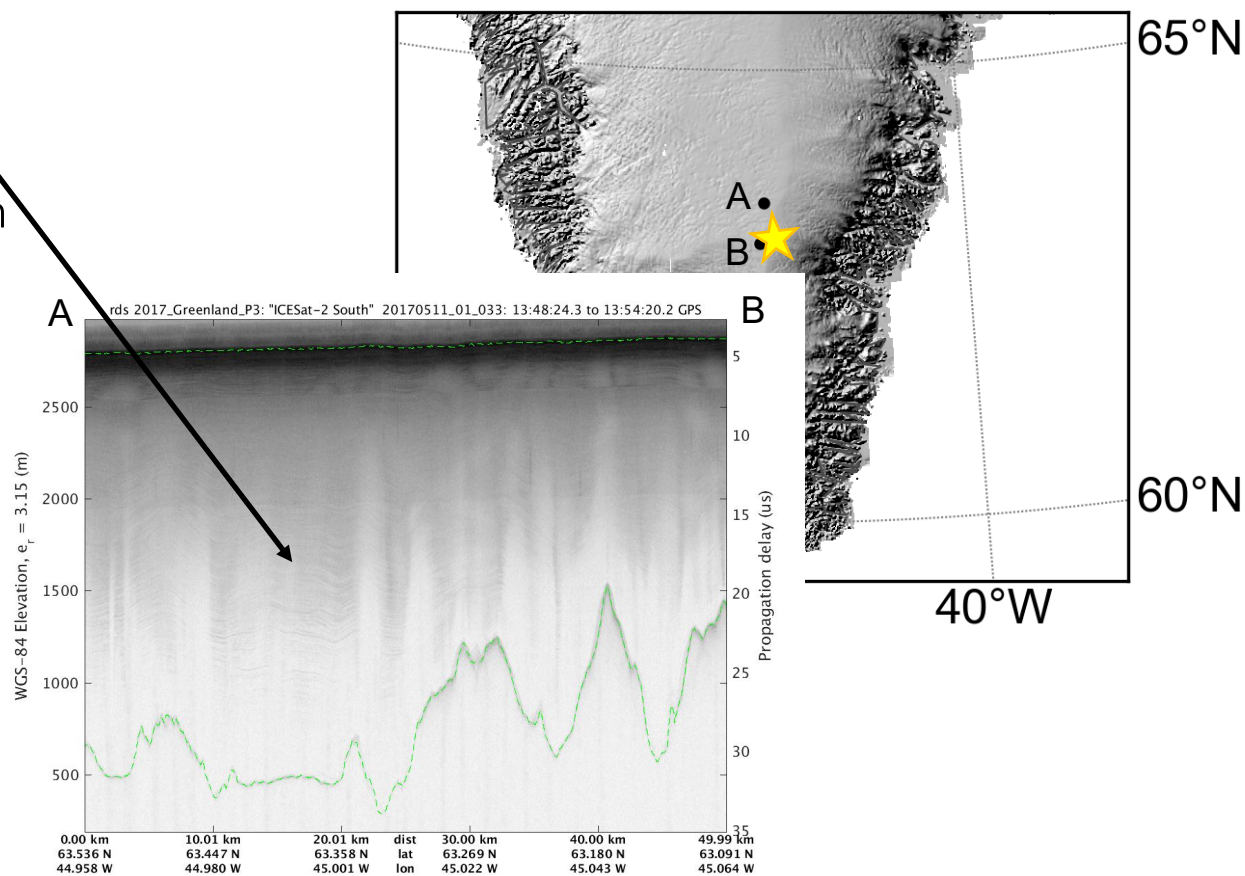 65°N
n
A
B
60°N
40°W
A
B
rds 2017_Greenland_P3: "ICESat-2 South" 20170511_01_033: 13:48:24.3 to 13:54:20.2 GPS
WGS-84 Elevation, e_r = 3.15 (m)
2500
2000
1500
1000
500
Propagation delay (us)
5
10
15
20
25
30
35
0.00 km 10.01 km 20.01 km dist 30.00 km 40.00 km 49.99 km
63.536 N 63.447 N 63.358 N lat 63.269 N 63.180 N 63.091 N
44.958 W 44.980 W 45.001 W lon 45.022 W 45.043 W 45.064 W